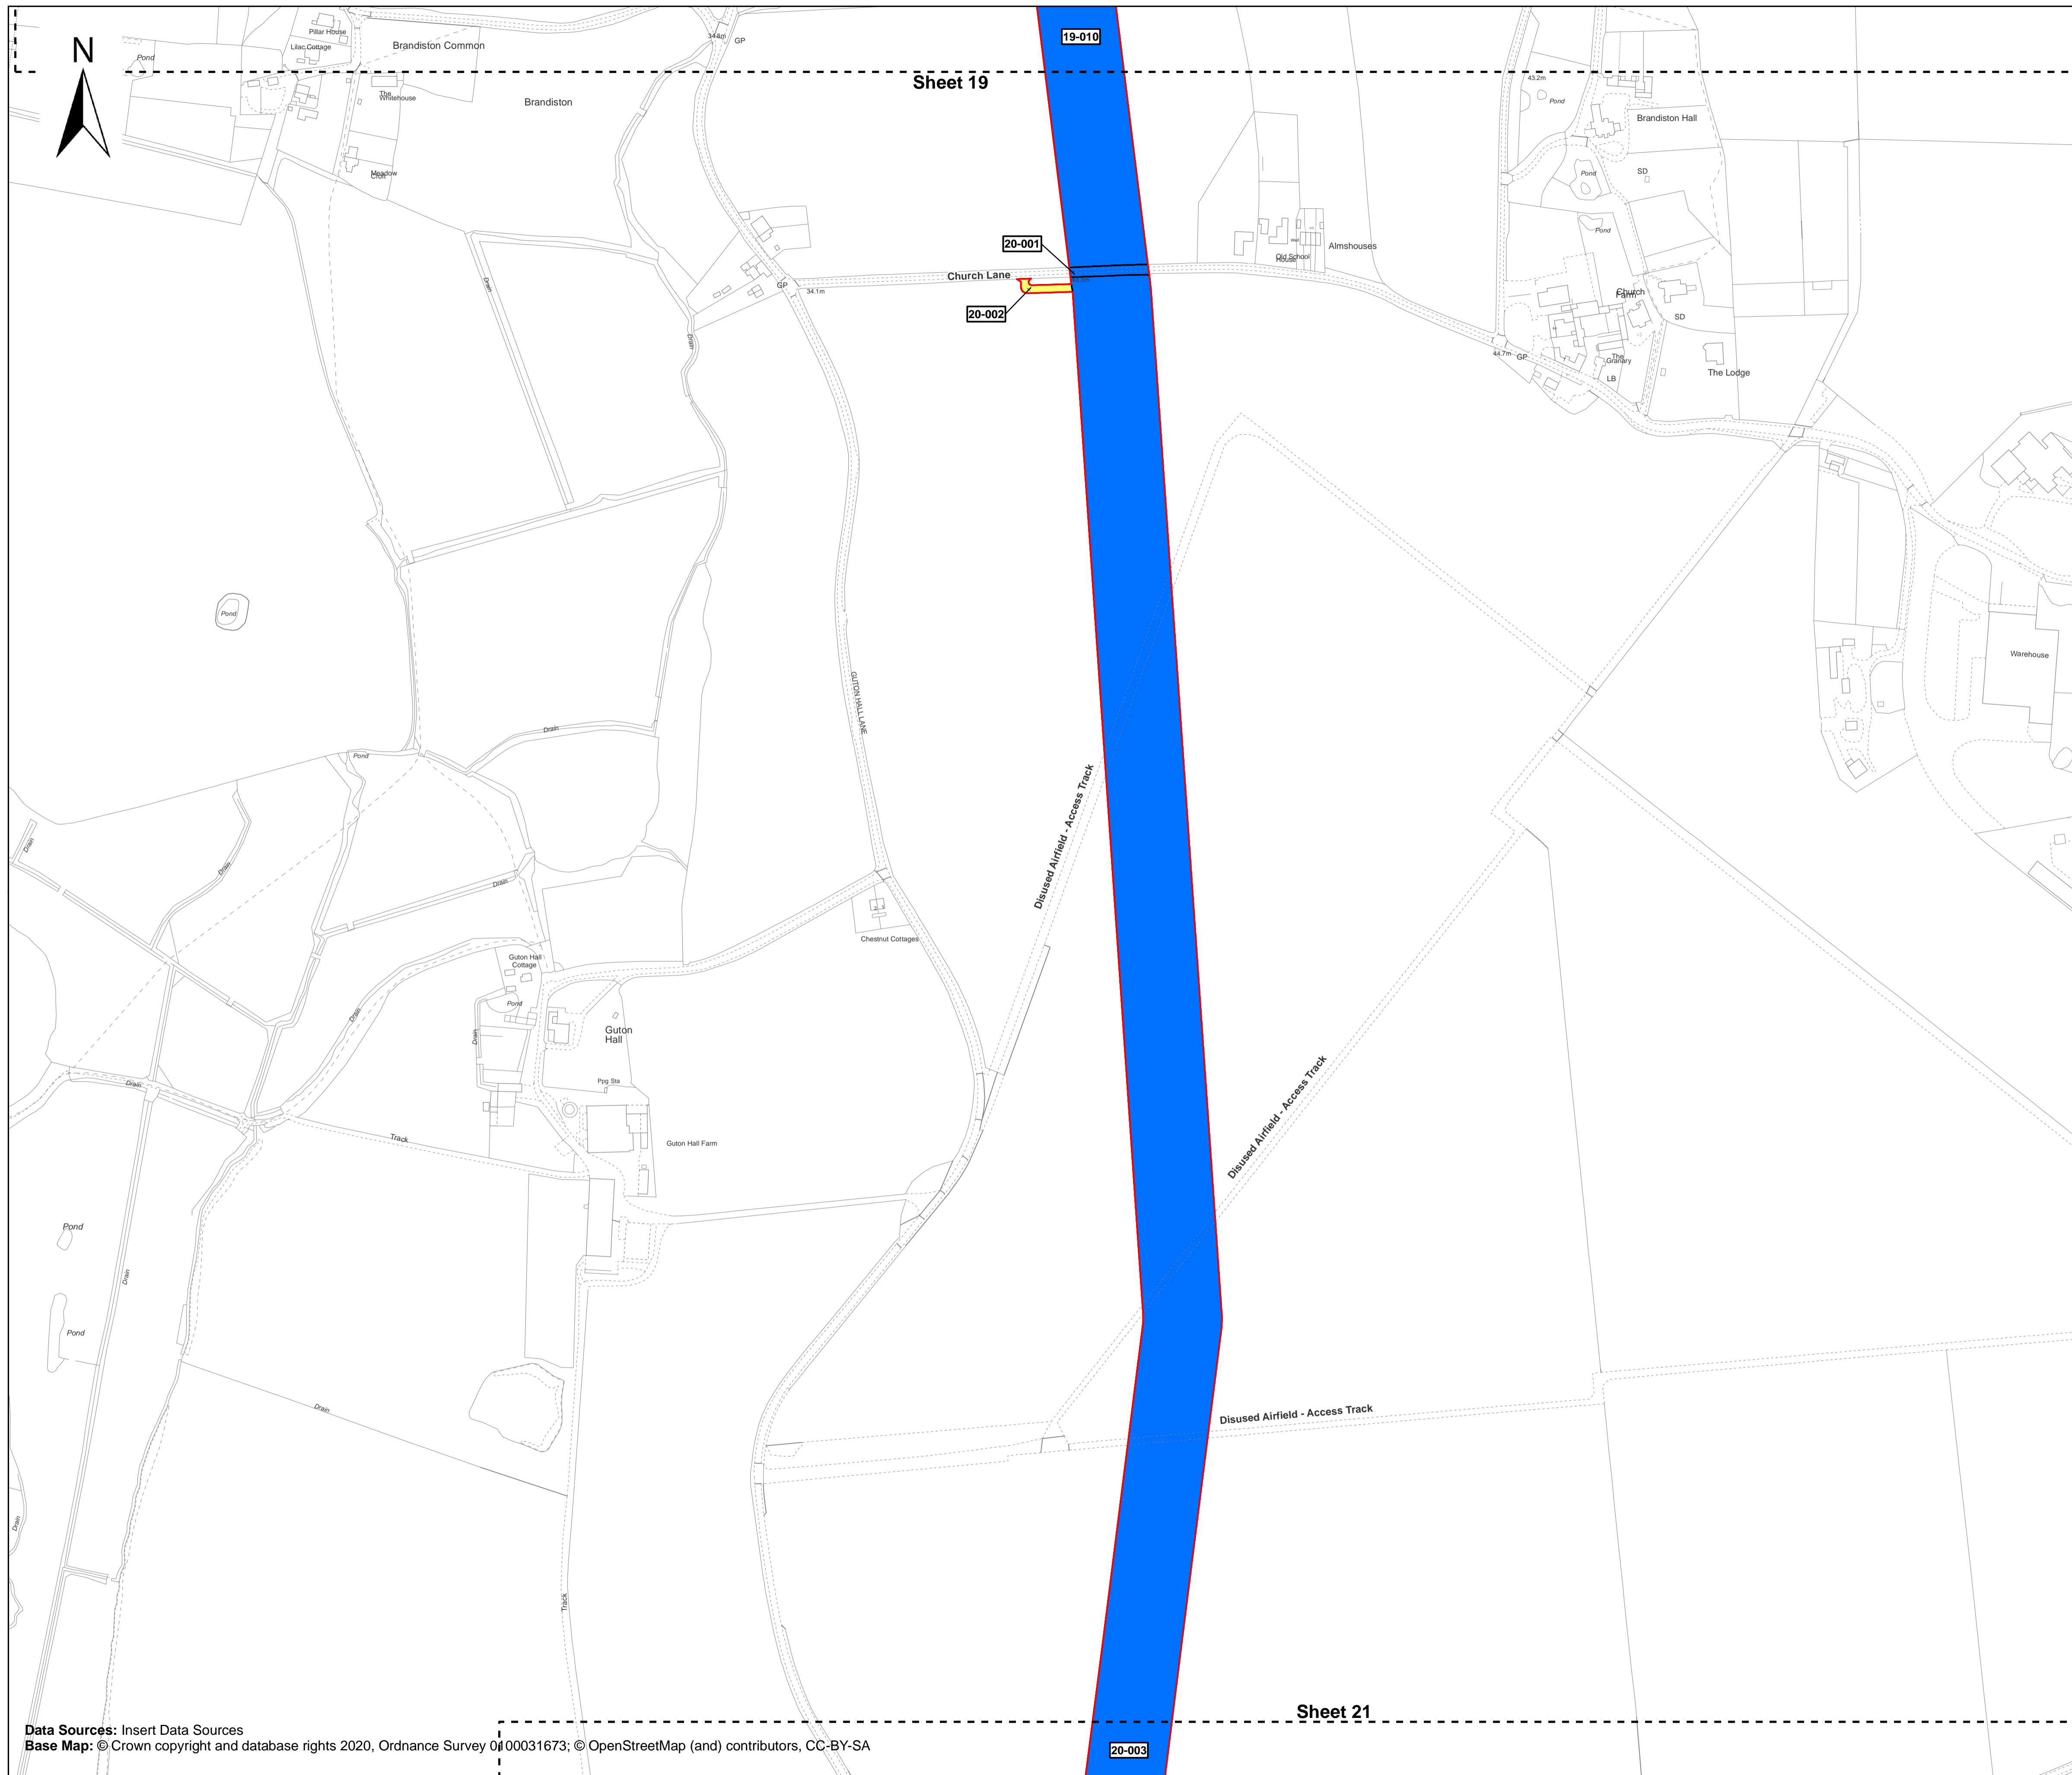 19-010
Sheet 19
N
Pillar House
Lilac Cottage
Brandiston Common
Pond
The
Whitehouse
Brandiston
Meadow
Croft
34.8m
GP
43.2m
Pond
Brandiston Hall
Pond
SD
Pond
20-001
Church Lane
GP
34.1m
20-002
Old School
House
Almshouses
Church
Farm
SD
44.7m
GP
The
Granary
LB
The Lodge
Drain
Drain
Pond
Warehouse
GUTON HALL LANE
Drain
Pond
Drain
Drain
Drain
Disused Airfield - Access Track
Chestnut Cottages
Guton Hall
Cottage
Pond
Drain
Drain
Guton
Hall
Ppg Sta
Drain
Track
Guton Hall Farm
Disused Airfield - Access Track
Pond
Drain
Pond
Drain
Disused Airfield - Access Track
Drain
Track
Sheet 21
Data Sources: Insert Data Sources
Base Map: © Crown copyright and database rights 2020, Ordnance Survey 0100031673; © OpenStreetMap (and) contributors, CC-BY-SA
20-003